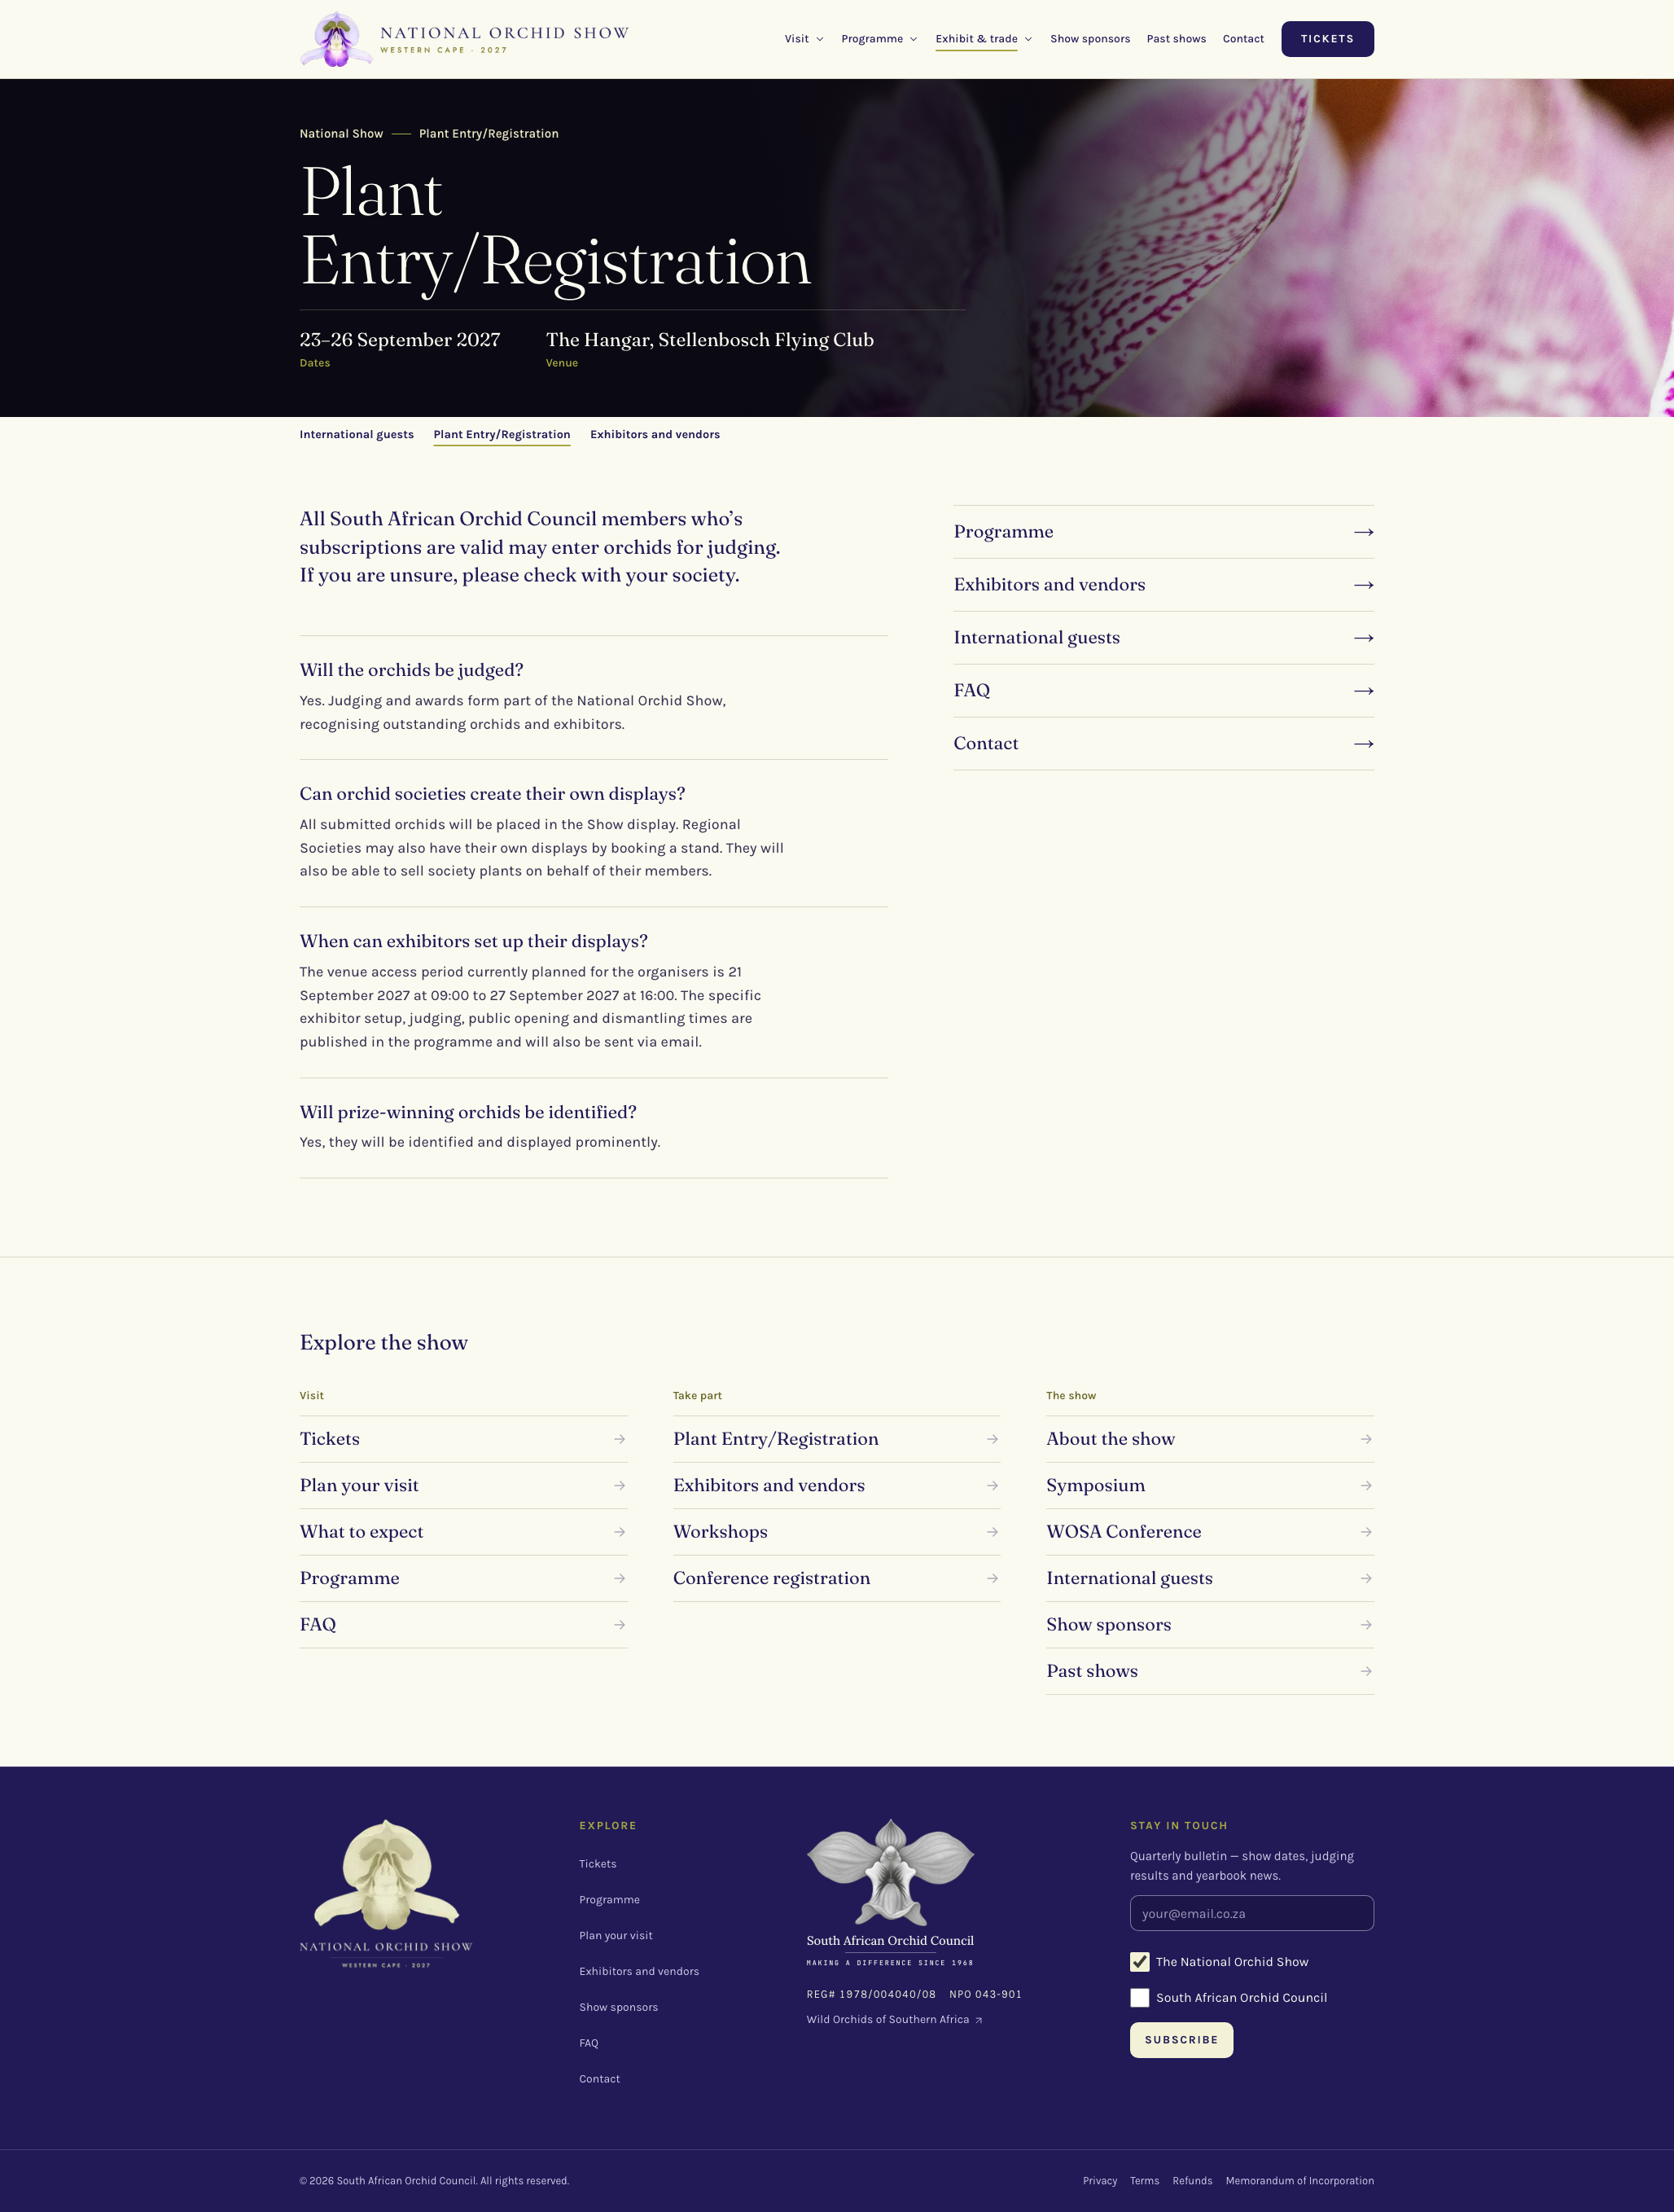 NATIONAL ORCHID SHOW
WESTERN CAPE · 2027
Visit
Programme
Exhibit & trade
Show sponsors
Past shows
Contact
TICKETS
National Show — Plant Entry/Registration
Plant
Entry/Registration
23–26 September 2027
Dates
The Hangar, Stellenbosch Flying Club
Venue
International guests
Plant Entry/Registration
Exhibitors and vendors
All South African Orchid Council members who’s
subscriptions are valid may enter orchids for judging.
If you are unsure, please check with your society.
Will the orchids be judged?
Yes. Judging and awards form part of the National Orchid Show,
recognising outstanding orchids and exhibitors.
Can orchid societies create their own displays?
All submitted orchids will be placed in the Show display. Regional
Societies may also have their own displays by booking a stand. They will
also be able to sell society plants on behalf of their members.
When can exhibitors set up their displays?
The venue access period currently planned for the organisers is 21
September 2027 at 09:00 to 27 September 2027 at 16:00. The specific
exhibitor setup, judging, public opening and dismantling times are
published in the programme and will also be sent via email.
Will prize-winning orchids be identified?
Yes, they will be identified and displayed prominently.
Programme
Exhibitors and vendors
International guests
FAQ
Contact
Explore the show
Visit
Tickets
Plan your visit
What to expect
Programme
FAQ
Take part
Plant Entry/Registration
Exhibitors and vendors
Workshops
Conference registration
The show
About the show
Symposium
WOSA Conference
International guests
Show sponsors
Past shows
NATIONAL ORCHID SHOW
WESTERN CAPE · 2027
EXPLORE
Tickets
Programme
Plan your visit
Exhibitors and vendors
Show sponsors
FAQ
Contact
South African Orchid Council
MAKING A DIFFERENCE SINCE 1968
REG# 1978/004040/08 NPO 043-901
Wild Orchids of Southern Africa ↗
STAY IN TOUCH
Quarterly bulletin — show dates, judging
results and yearbook news.
your@email.co.za
The National Orchid Show
South African Orchid Council
SUBSCRIBE
© 2026 South African Orchid Council. All rights reserved.
Privacy
Terms
Refunds
Memorandum of Incorporation